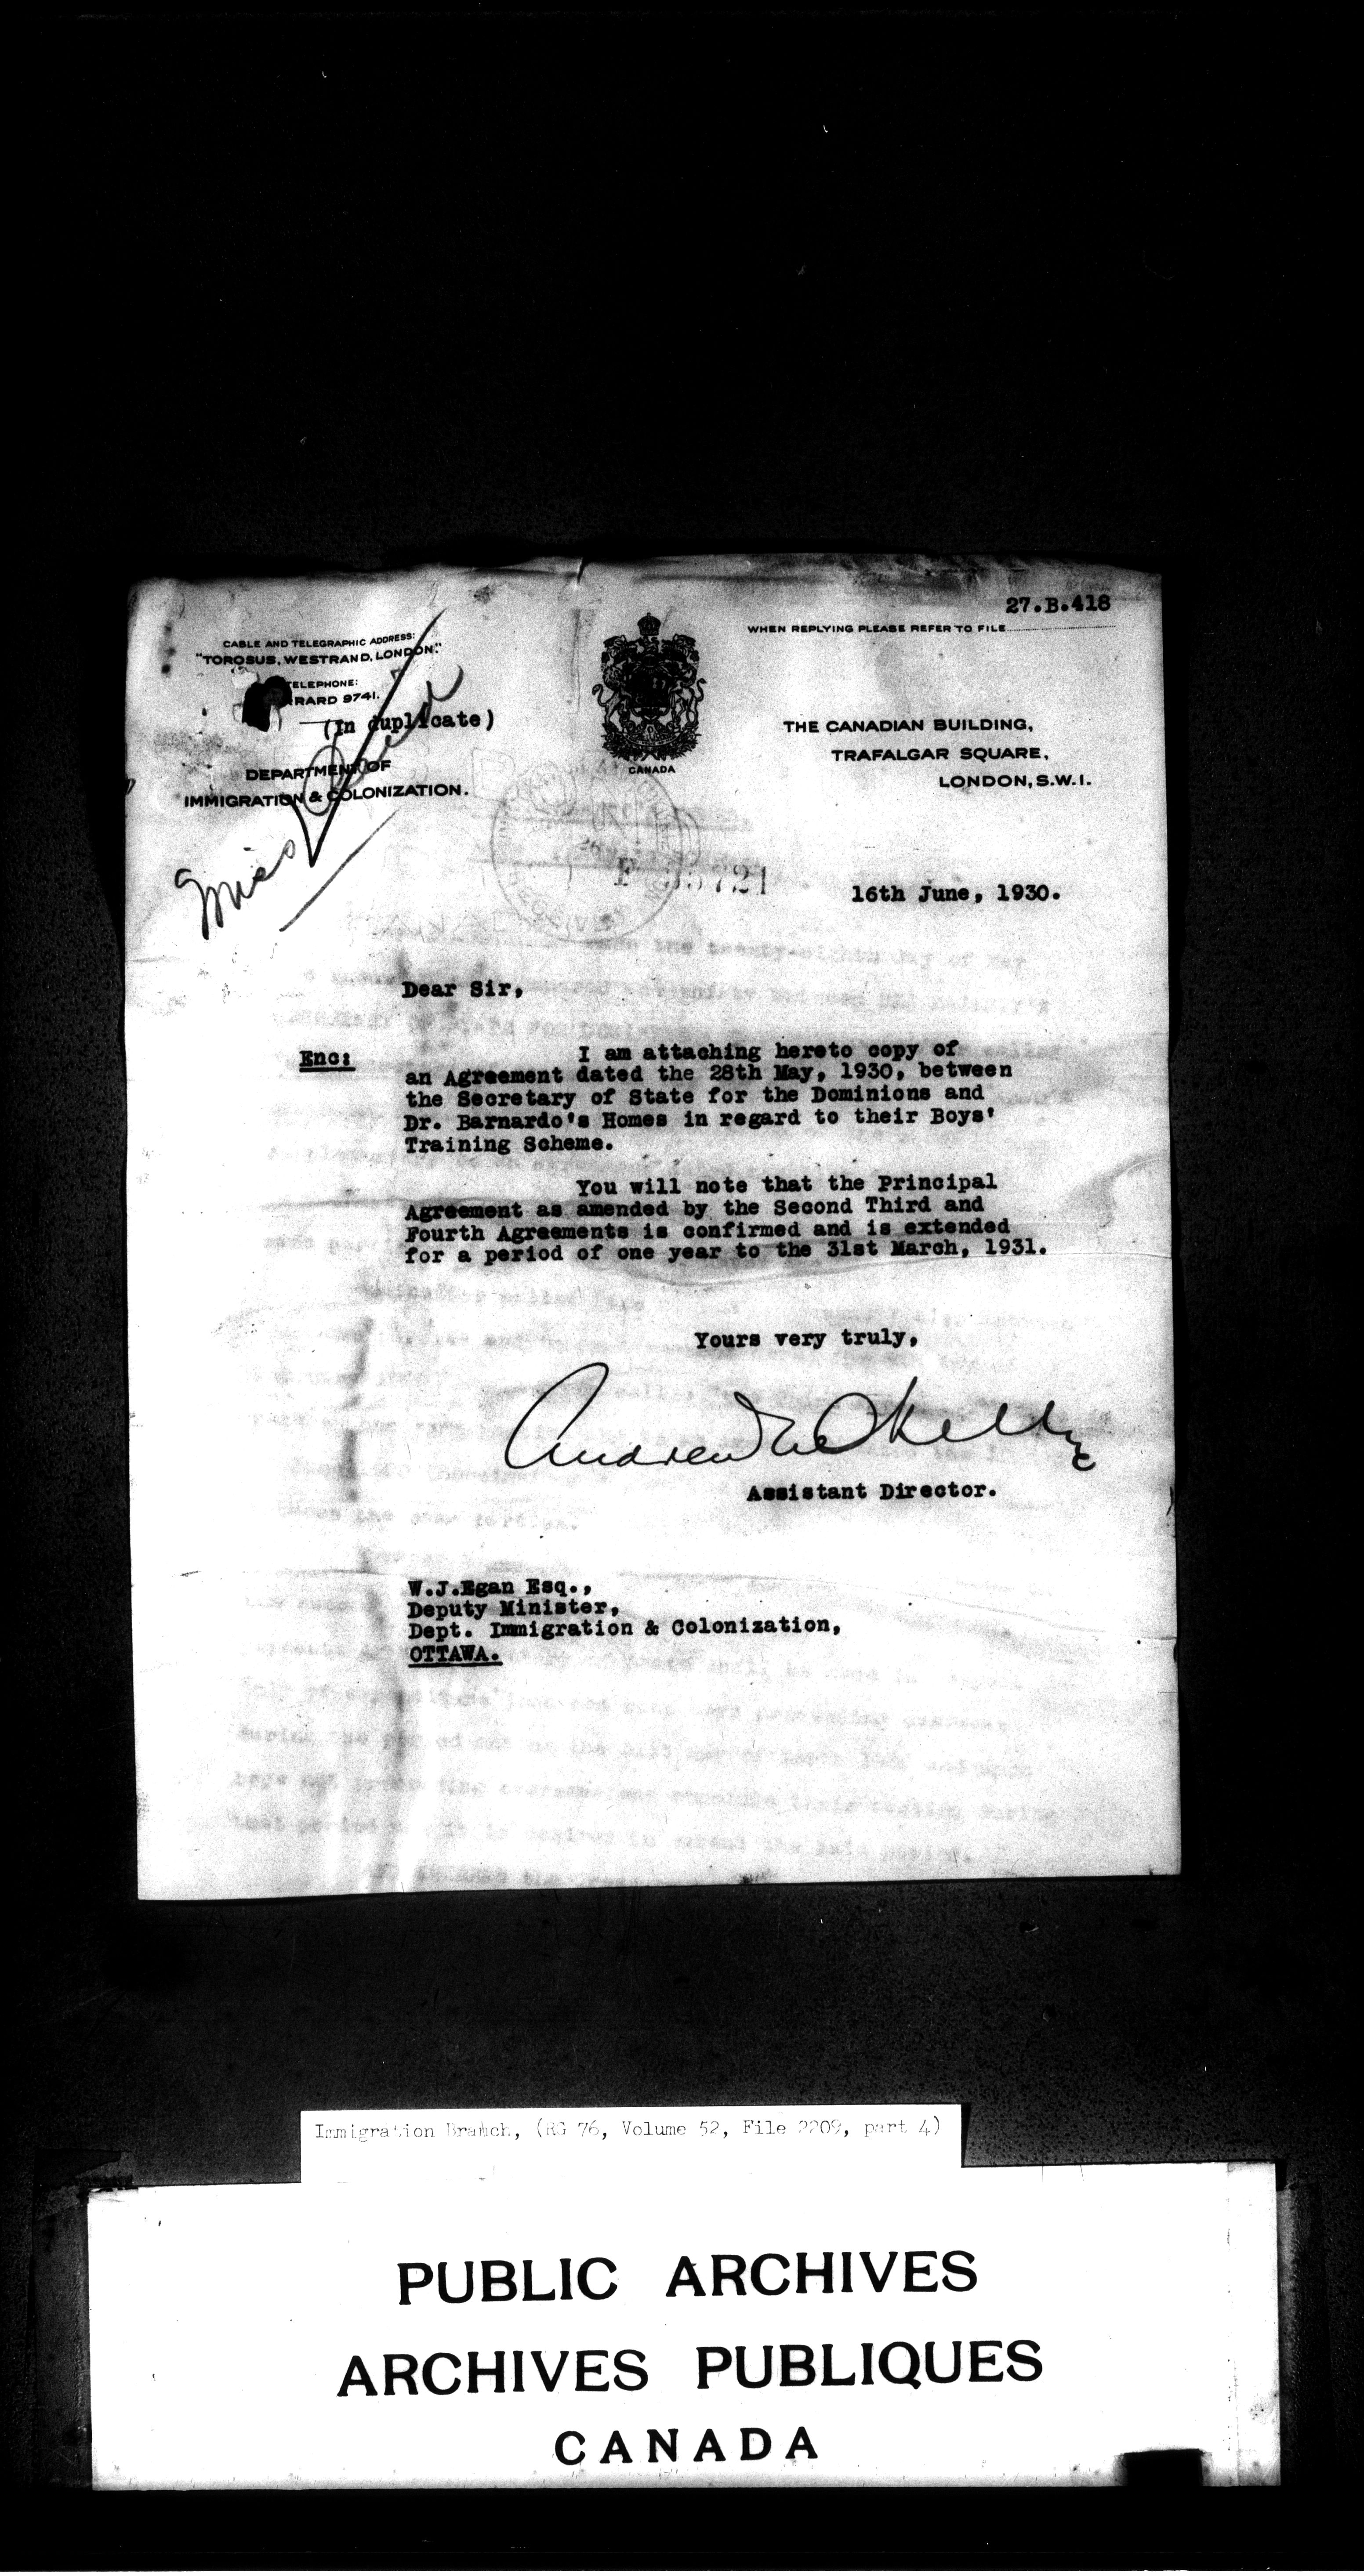 27.B.418
WHEN REPLYING PLEASE REFER TO FILE
CABLE AND TELEGRAPHIC ADDRESS:
"TOROSUS, WESTRAND, LONDON."
TELEPHONE:
RRARD 9741.
(In duplicate)
DEPARTMENT OF
IMMIGRATION & COLONIZATION.
CANADA
THE CANADIAN BUILDING,
TRAFALGAR SQUARE,
LONDON, S.W.1.
Miss
16th June, 1930.
Dear Sir,
Enc:
I am attaching hereto copy of
an Agreement dated the 28th May, 1930, between
the Secretary of State for the Dominions and
Dr. Barnardo's Homes in regard to their Boys'
Training Scheme.
You will note that the Principal
Agreement as amended by the Second Third and
Fourth Agreements is confirmed and is extended
for a period of one year to the 31st March, 1931.
Yours very truly,
Andrew
Assistant Director.
W.J.Egan Esq.,
Deputy Minister,
Dept. Immigration & Colonization,
OTTAWA.
Immigration Branch, (RG 76, Volume 52, File 2209, part 4)
PUBLIC ARCHIVES
ARCHIVES PUBLIQUES
CANADA